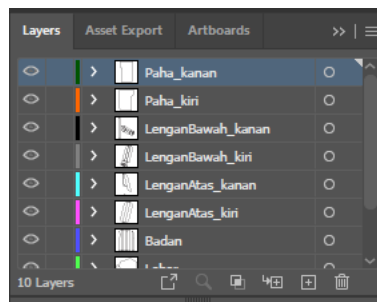 Layers Asset Export Artboards
Paha_kanan
Paha_kiri
LenganBawah_kanan
LenganBawah_kiri
LenganAtas_kanan
LenganAtas_kiri
Badan
10 Layers